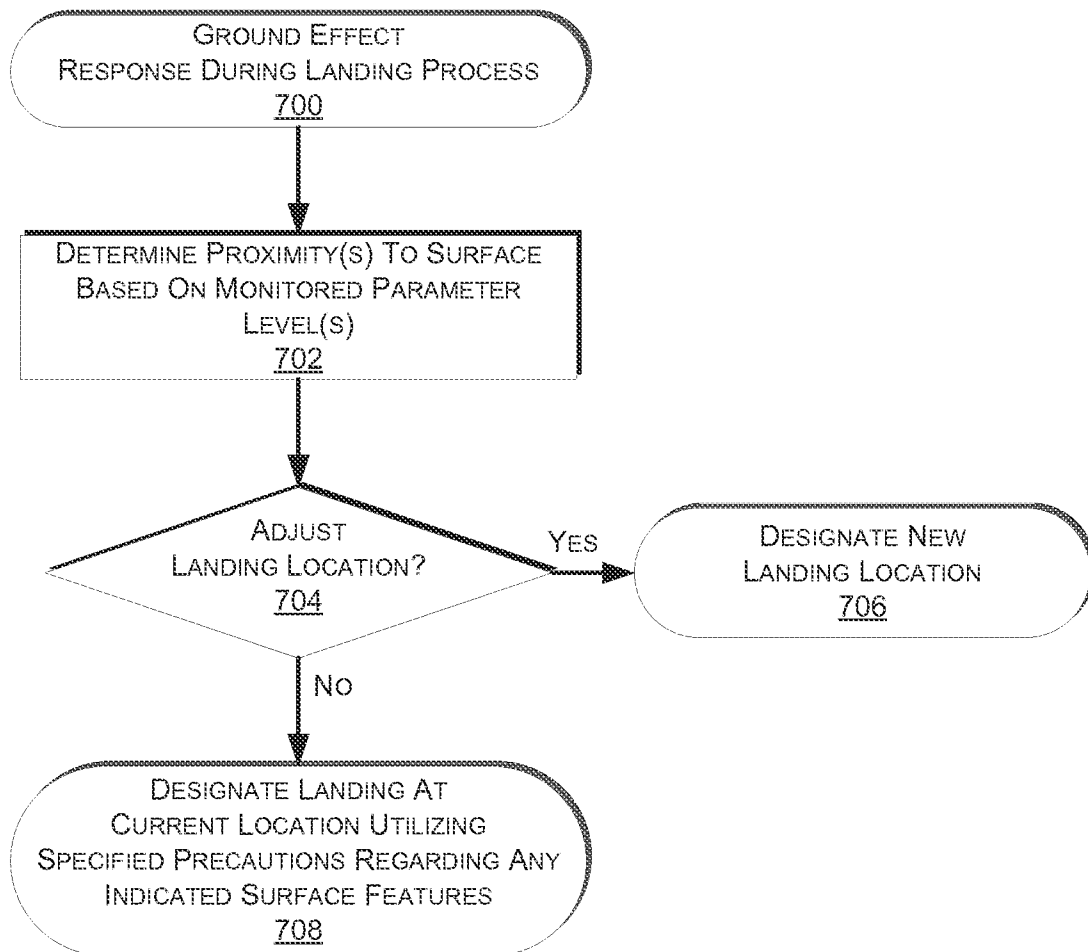 GROUND EFFECT
RESPONSE DURING LANDING PROCESS
700
DETERMINE PROXIMITY(S) TO SURFACE
BASED ON MONITORED PARAMETER
LEVEL(S)
702
ADJUST
LANDING LOCATION?
704
YES
DESIGNATE NEW
LANDING LOCATION
706
NO
DESIGNATE LANDING AT
CURRENT LOCATION UTILIZING
SPECIFIED PRECAUTIONS REGARDING ANY
INDICATED SURFACE FEATURES
708